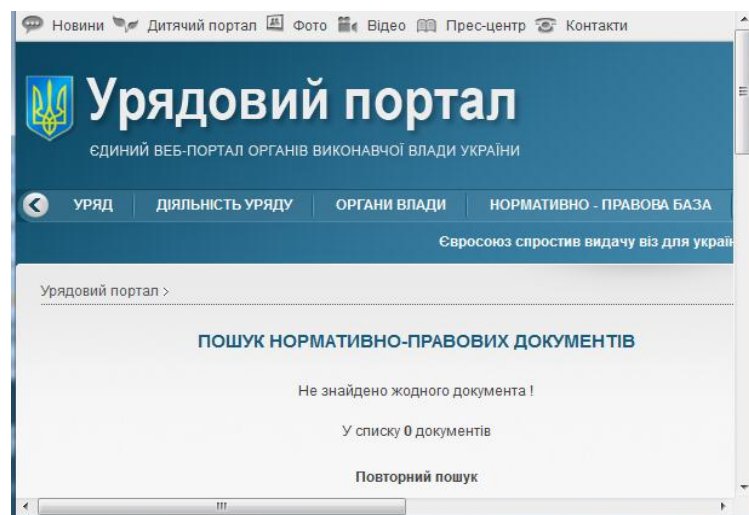 Новини Дитячий портал Фото Відео Прес-центр Контакти
Урядовий портал
ЄДИНИЙ ВЕБ-ПОРТАЛ ОРГАНІВ ВИКОНАВЧОЇ ВЛАДИ УКРАЇНИ
УРЯД ДІЯЛЬНІСТЬ УРЯДУ ОРГАНИ ВЛАДИ НОРМАТИВНО - ПРАВОВА БАЗА
Євросоюз спростив видачу віз для украї
Урядовий портал >
ПОШУК НОРМАТИВНО-ПРАВОВИХ ДОКУМЕНТІВ
Не знайдено жодного документа !
У списку 0 документів
Повторний пошук